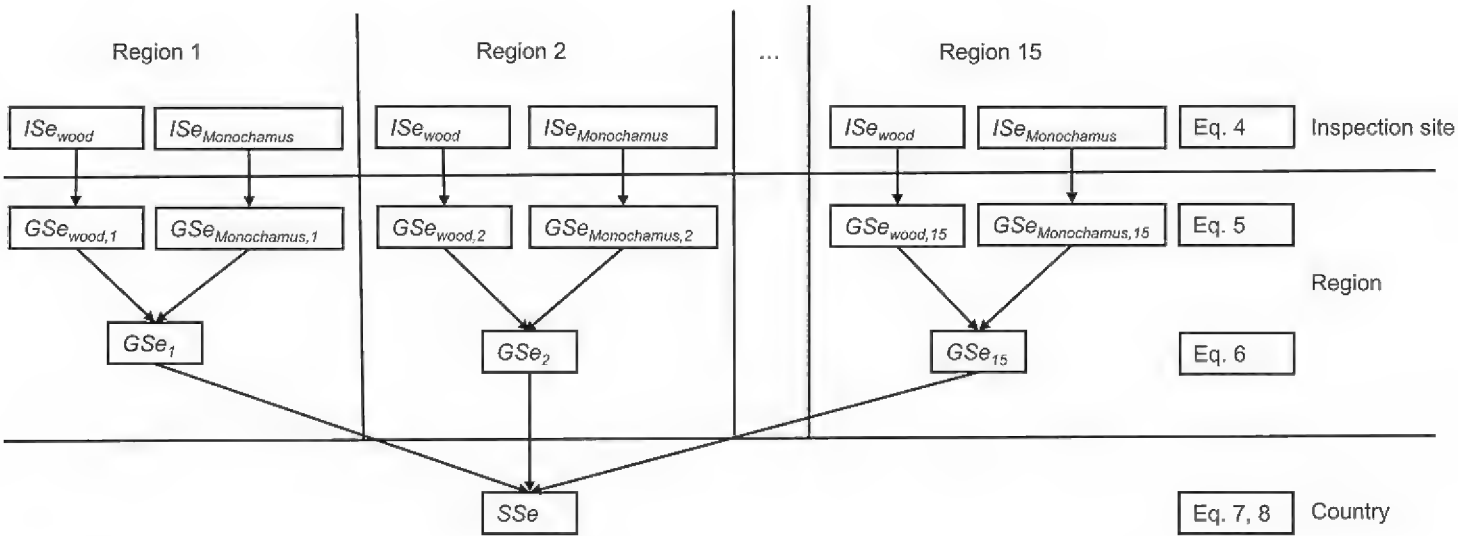 Region 1
Region 2
...
Region 15
ISe_wood
ISe_Monochamus
ISe_wood
ISe_Monochamus
ISe_wood
ISe_Monochamus
Eq. 4
Inspection site
GSe_wood,1
GSe_Monochamus,1
GSe_wood,2
GSe_Monochamus,2
GSe_wood,15
GSe_Monochamus,15
Eq. 5
Region
GSe_1
GSe_2
GSe_15
Eq. 6
SSe
Eq. 7, 8
Country